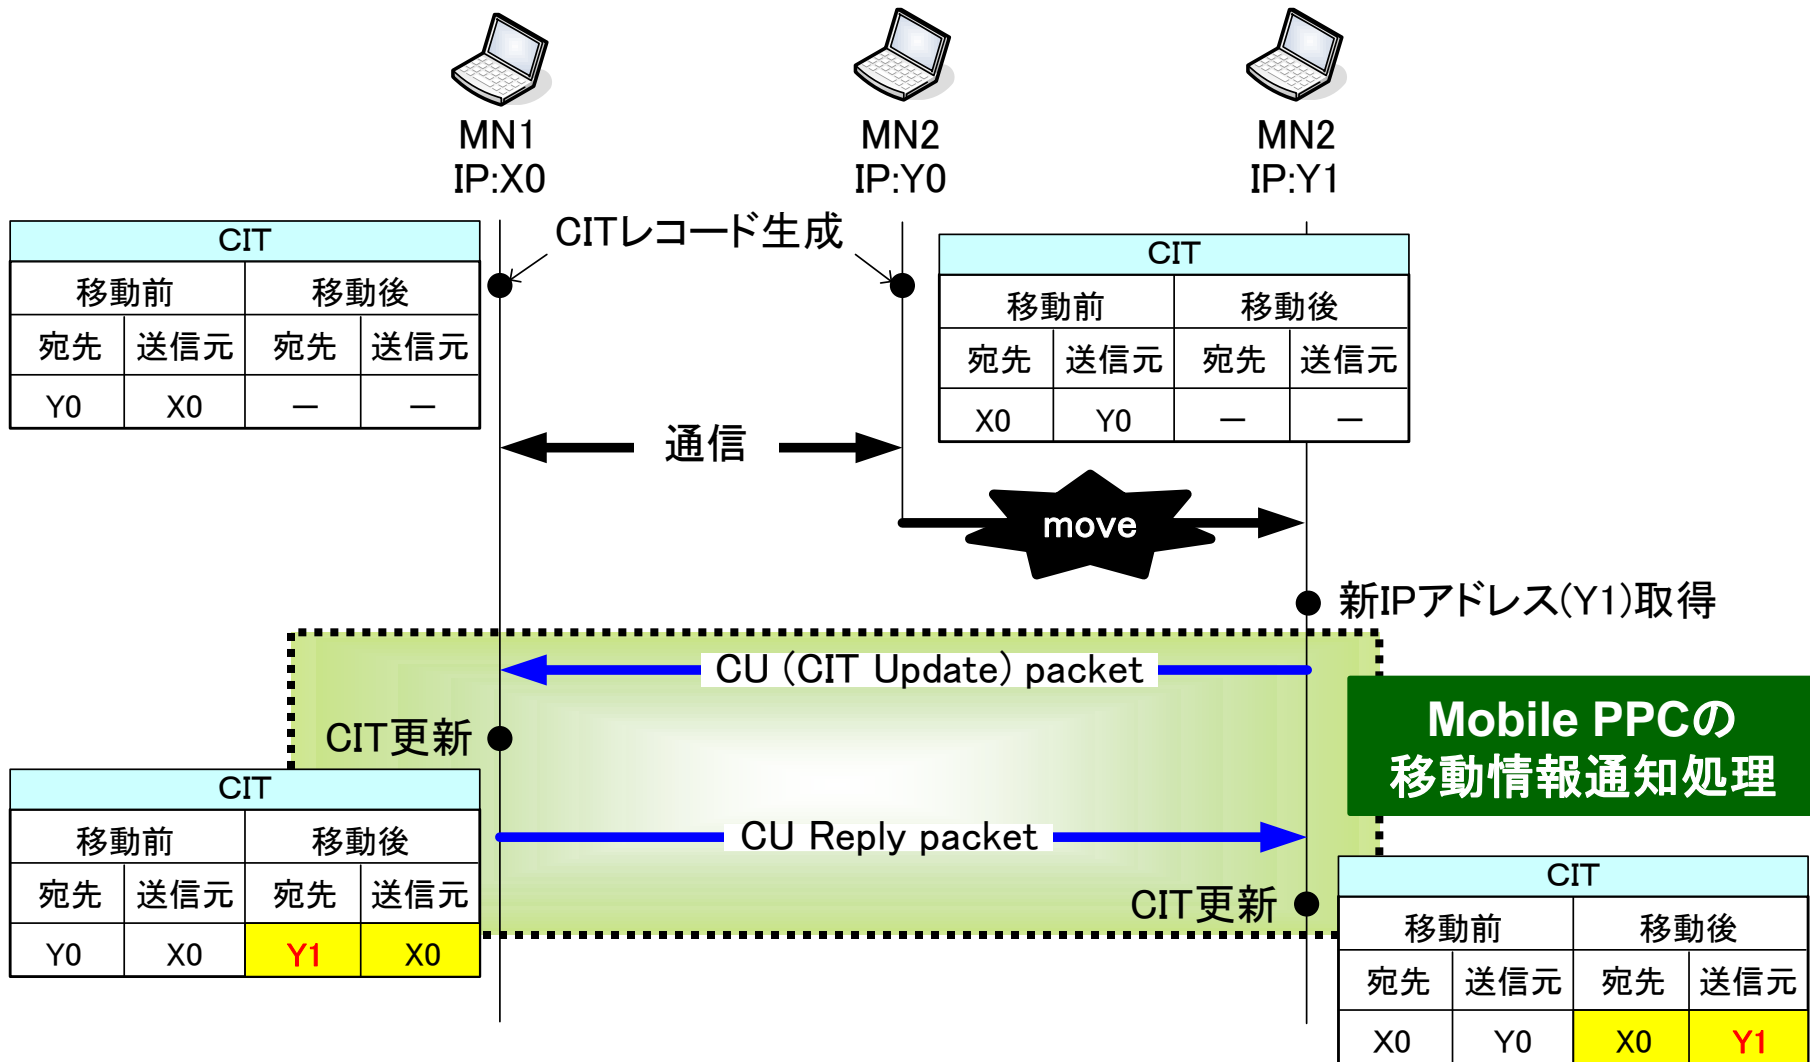 MN1
IP:X0
MN2
IP:Y0
MN2
IP:Y1
CITレコード生成
CIT
移動前 移動後
宛先 送信元 宛先 送信元
Y0 X0 － －
CIT
移動前 移動後
宛先 送信元 宛先 送信元
X0 Y0 － －
通信
move
新IPアドレス(Y1)取得
CU (CIT Update) packet
Mobile PPCの
移動情報通知処理
CIT更新
CIT
移動前 移動後
宛先 送信元 宛先 送信元
Y0 X0 Y1 X0
CU Reply packet
CIT更新
CIT
移動前 移動後
宛先 送信元 宛先 送信元
X0 Y0 X0 Y1